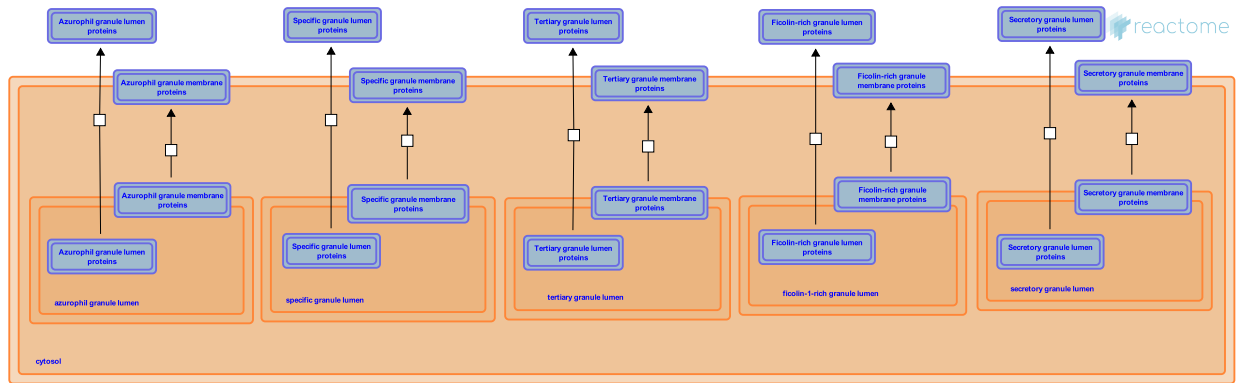 Azurophil granule lumen
proteins
Specific granule lumen
proteins
Tertiary granule lumen
proteins
Ficolin-rich granule lumen
proteins
Secretory granule lumen
proteins
reactome
Azurophil granule membrane
proteins
Specific granule membrane
proteins
Tertiary granule membrane
proteins
Ficolin-rich granule
membrane proteins
Secretory granule membrane
proteins
Azurophil granule membrane
proteins
Specific granule membrane
proteins
Tertiary granule membrane
proteins
Ficolin-rich granule
membrane proteins
Secretory granule membrane
proteins
Azurophil granule lumen
proteins
Specific granule lumen
proteins
Tertiary granule lumen
proteins
Ficolin-rich granule lumen
proteins
Secretory granule lumen
proteins
azurophil granule lumen
specific granule lumen
tertiary granule lumen
ficolin-1-rich granule lumen
secretory granule lumen
cytosol